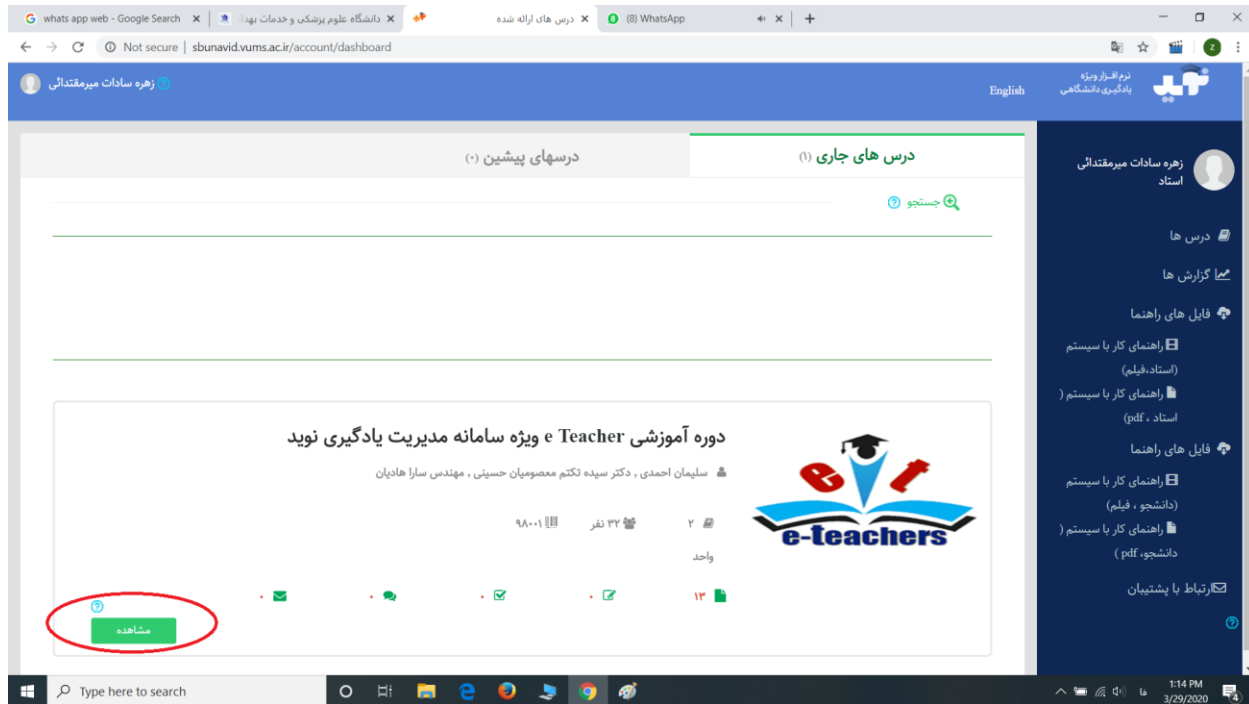 whats app web - Google Search
دانشگاه علوم پزشکی و خدمات بهدا
درس های ارائه شده
(8) WhatsApp
Not secure | sbunavid.vums.ac.ir/account/dashboard
Z
زهره سادات میرمقتدائی
English
نرم افـزار ویژه
یادگیری دانشگاهی
نوید
درس های جاری (۱)
درسهای پیشین (۰)
جستجو
زهره سادات میرمقتدائی
استاد
درس ها
گزارش ها
فایل های راهنما
راهنمای کار با سیستم
(استاد،فیلم)
راهنمای کار با سیستم (
استاد ، pdf)
فایل های راهنما
راهنمای کار با سیستم
(دانشجو ، فیلم)
راهنمای کار با سیستم (
دانشجو، pdf )
ارتباط با پشتیبان
دوره آموزشی e Teacher ویژه سامانه مدیریت یادگیری نوید
سلیمان احمدی ، دکتر سیده تکتم معصومیان حسینی ، مهندس سارا هادیان
۲
واحد
۳۲ نفر
۹۸۰۰۱
e t
e-teachers
۱۳
۰
۰
۰
۰
مشاهده
Type here to search
فا
1:14 PM
3/29/2020
4